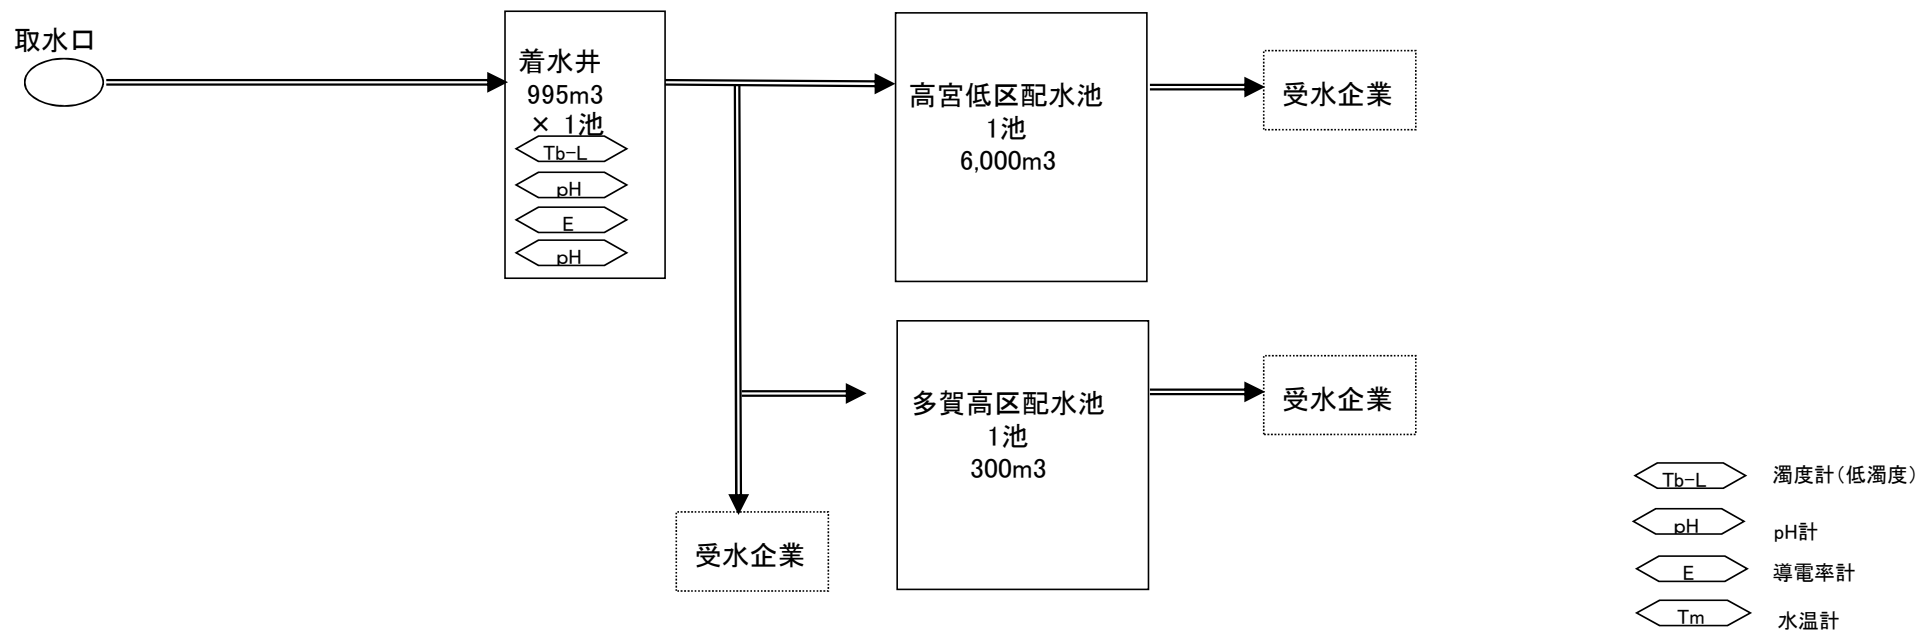 取水口
着水井
995m3
× 1池
Tb-L
pH
E
pH
高宮低区配水池
1池
6,000m3
受水企業
多賀高区配水池
1池
300m3
受水企業
受水企業
Tb-L 濁度計(低濁度)
pH pH計
E 導電率計
Tm 水温計